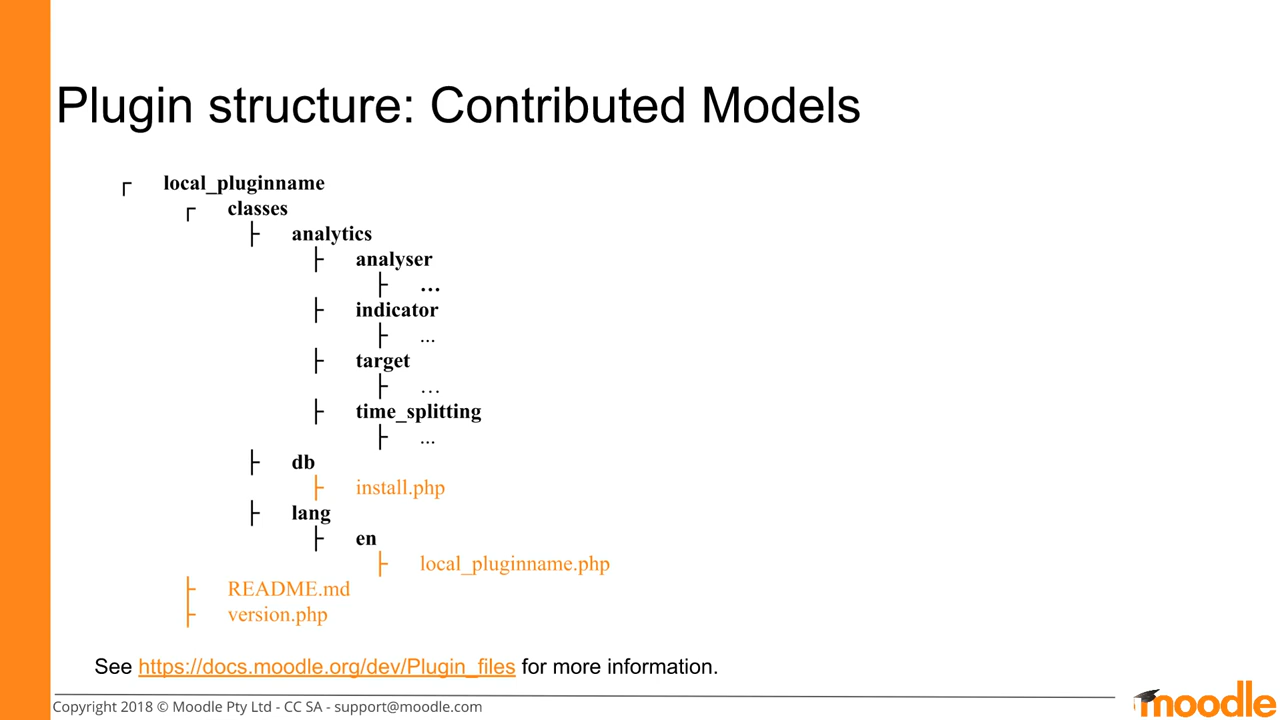 Plugin structure: Contributed Models
┌ local_pluginname
┌ classes
├ analytics
├ analyser
├ ...
├ indicator
├ ...
├ target
├ …
├ time_splitting
├ ...
├ db
├ install.php
├ lang
├ en
├ local_pluginname.php
├ README.md
├ version.php
See https://docs.moodle.org/dev/Plugin_files for more information.
Copyright 2018 © Moodle Pty Ltd - CC SA - support@moodle.com
moodle